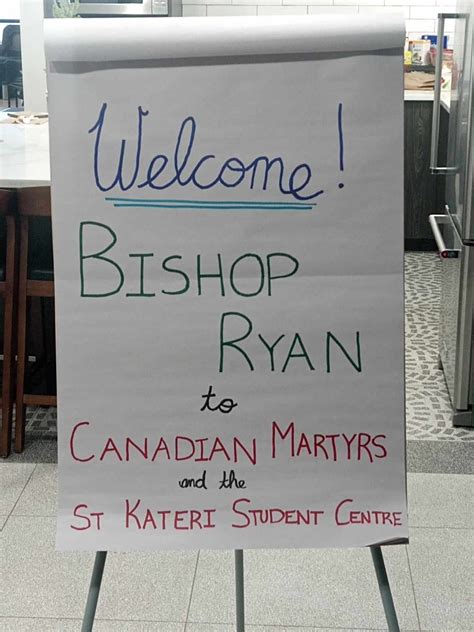 Welcome!
BISHOP
RYAN
to
CANADIAN MARTYRS
and the
ST KATERI STUDENT CENTRE